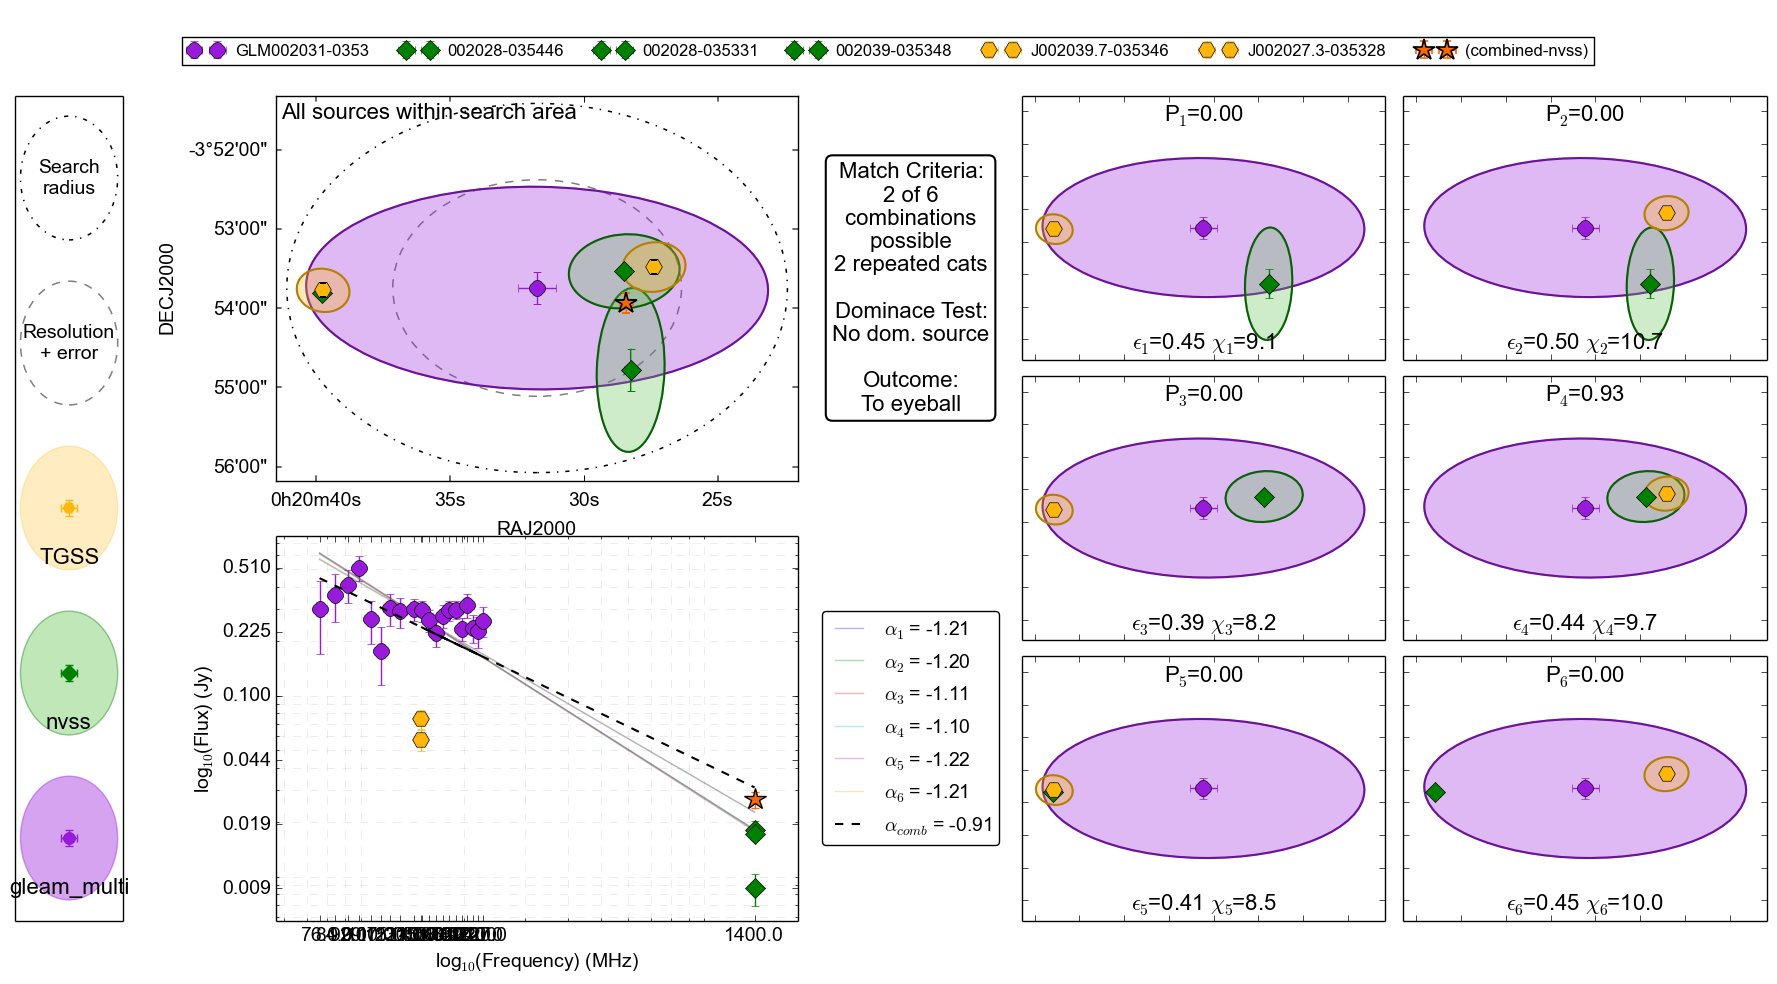 GLM002031-0353 002028-035446 002028-035331 002039-035348 J002039.7-035346 J002027.3-035328 (combined-nvss)
Search
radius
Resolution
+ error
TGSS
nvss
gleam_multi
All sources within search area
-3°52'00"
53'00"
54'00"
55'00"
56'00"
DECJ2000
0h20m40s 35s 30s 25s
RAJ2000
Match Criteria:
2 of 6
combinations
possible
2 repeated cats
Dominace Test:
No dom. source
Outcome:
To eyeball
0.510
0.225
0.100
0.044
0.019
0.009
log10(Flux) (Jy)
1400.0
log10(Frequency) (MHz)
α1 = -1.21
α2 = -1.20
α3 = -1.11
α4 = -1.10
α5 = -1.22
α6 = -1.21
αcomb = -0.91
P1=0.00
ϵ1=0.45 χ1=9.1
P2=0.00
ϵ2=0.50 χ2=10.7
P3=0.00
ϵ3=0.39 χ3=8.2
P4=0.93
ϵ4=0.44 χ4=9.7
P5=0.00
ϵ5=0.41 χ5=8.5
P6=0.00
ϵ6=0.45 χ6=10.0